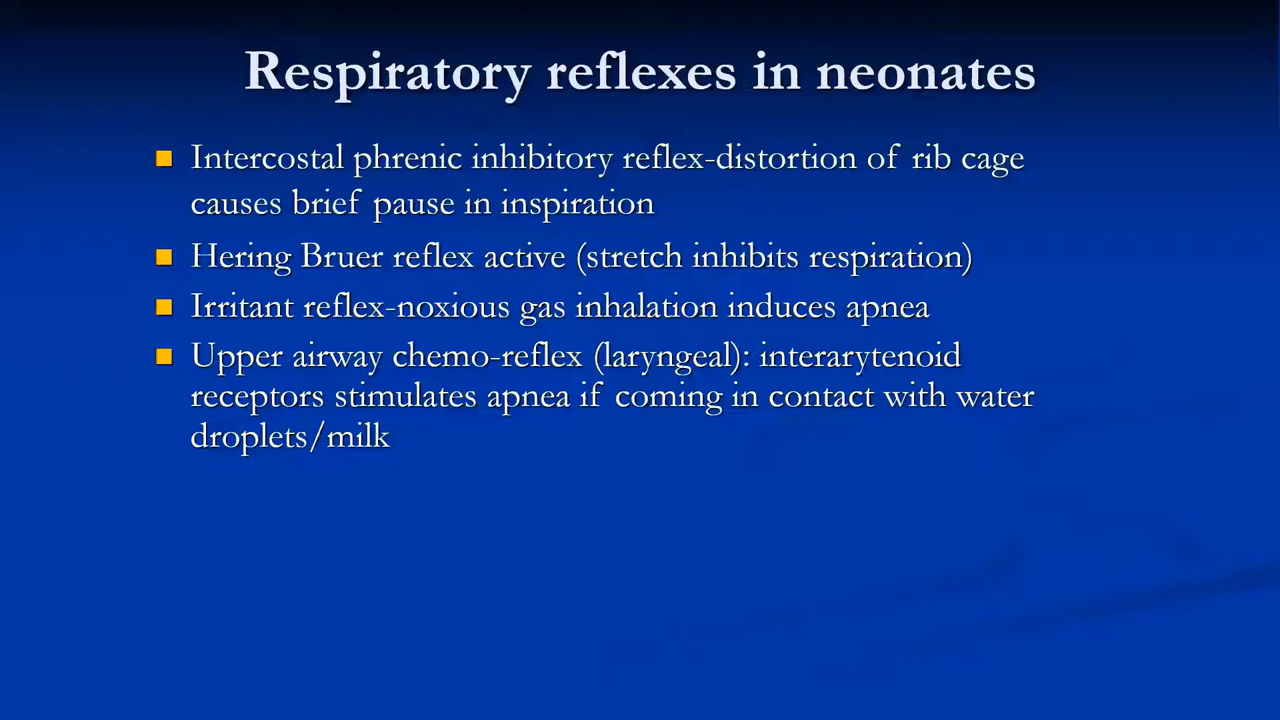 Respiratory reflexes in neonates
Intercostal phrenic inhibitory reflex-distortion of rib cage
causes brief pause in inspiration
Hering Bruer reflex active (stretch inhibits respiration)
Irritant reflex-noxious gas inhalation induces apnea
Upper airway chemo-reflex (laryngeal): interarytenoid
receptors stimulates apnea if coming in contact with water
droplets/milk